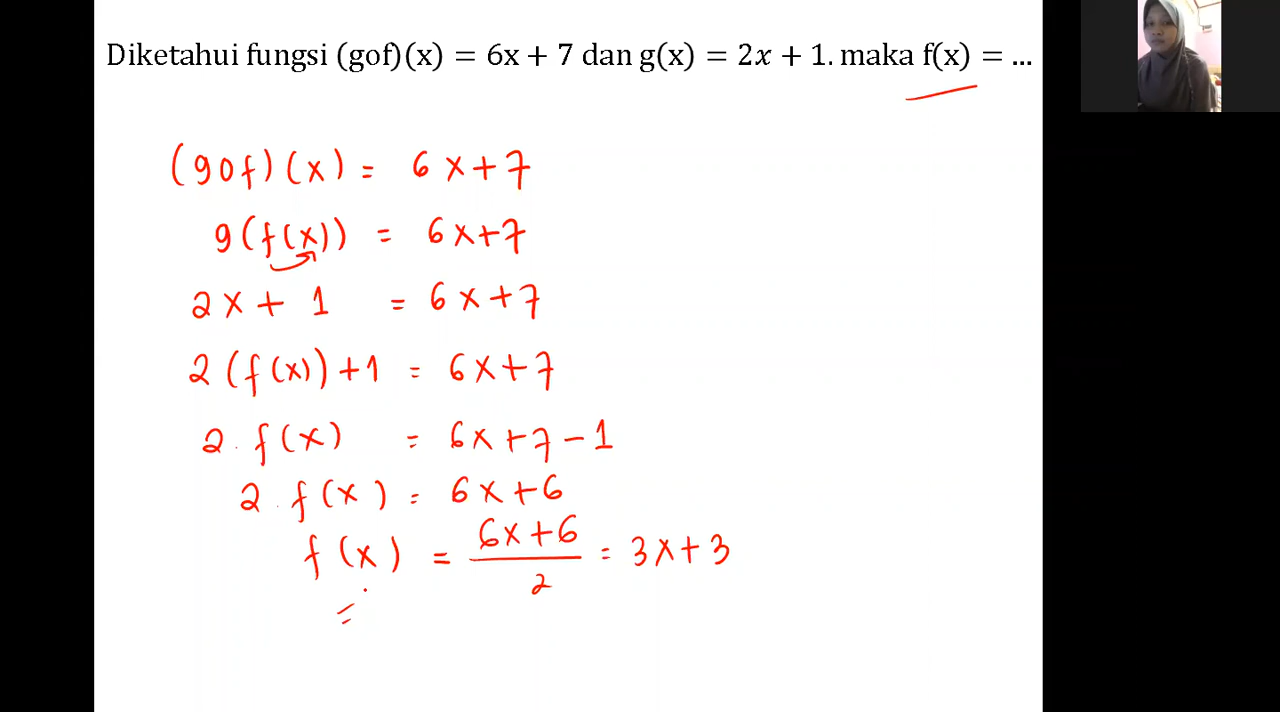 Diketahui fungsi (gof)(x) = 6x + 7 dan g(x) = 2x + 1. maka f(x) = ...
(gof)(x) = 6x+7
g(f(x)) = 6x+7
2x + 1 = 6x+7
2(f(x))+1 = 6x+7
2. f(x) = 6x+7-1
2. f(x) = 6x+6
f(x) = 6x+6/2 = 3x+3
=